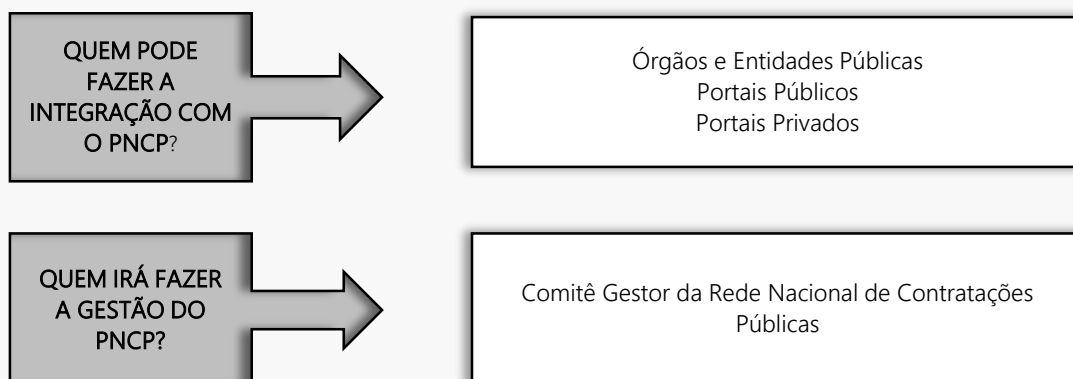 QUEM PODE
FAZER A
INTEGRAÇÃO COM
O PNCP?
Órgãos e Entidades Públicas
Portais Públicos
Portais Privados
QUEM IRÁ FAZER
A GESTÃO DO
PNCP?
Comitê Gestor da Rede Nacional de Contratações
Públicas